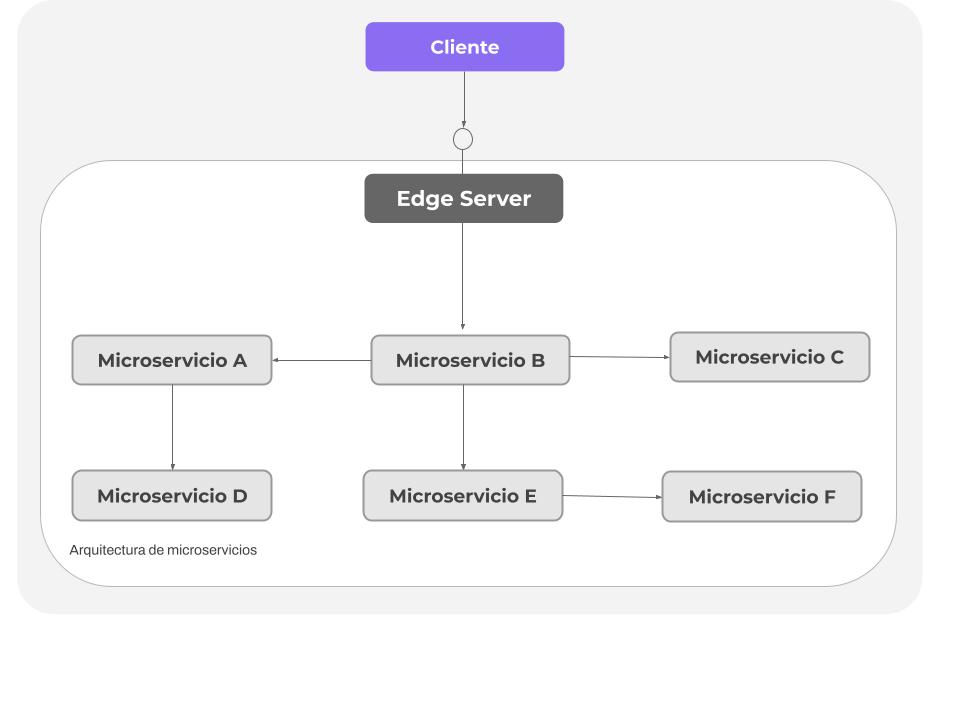 Cliente
Edge Server
Microservicio A
Microservicio B
Microservicio C
Microservicio D
Microservicio E
Microservicio F
Arquitectura de microservicios